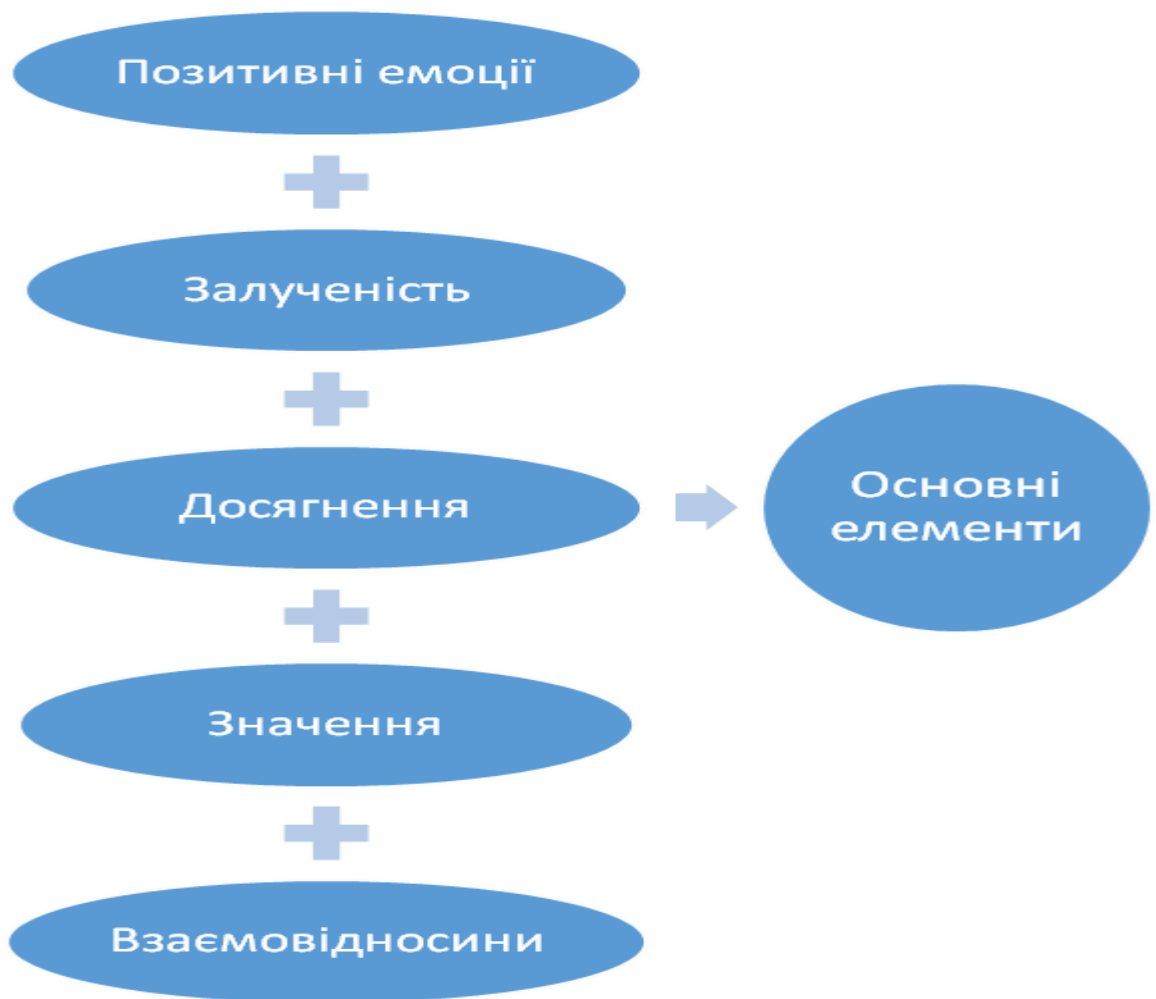 Позитивні емоції
Залученість
Досягнення
Основні
елементи
Значення
Взаємовідносини